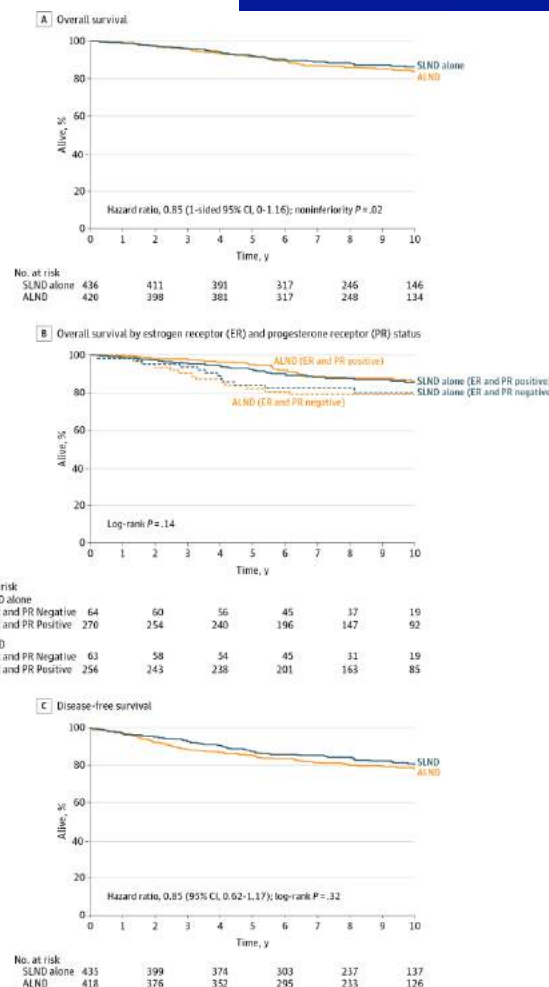 A Overall survival
100
80
60
40
20
0
Alive, %
SLND alone
ALND
Hazard ratio, 0.85 (1-sided 95% CI, 0-1.16); noninferiority P = .02
0 1 2 3 4 5 6 7 8 9 10
Time, y
No. at risk
SLND alone 436 411 391 317 246 146
ALND 420 398 381 317 248 134
B Overall survival by estrogen receptor (ER) and progesterone receptor (PR) status
100
80
60
40
20
0
Alive, %
ALND (ER and PR positive)
SLND alone (ER and PR positive)
SLND alone (ER and PR negative
ALND (ER and PR negative)
Log-rank P = .14
0 1 2 3 4 5 6 7 8 9 10
Time, y
risk
alone
and PR Negative 64 60 56 45 37 19
and PR Positive 270 254 240 196 147 92
and PR Negative 63 58 54 45 31 19
and PR Positive 256 243 238 201 163 85
C Disease-free survival
100
80
60
40
20
0
Alive, %
SLND
ALND
Hazard ratio, 0.85 (95% CI, 0.62-1.17); log-rank P = .32
0 1 2 3 4 5 6 7 8 9 10
Time, y
No. at risk
SLND alone 435 399 374 303 237 137
ALND 418 376 352 295 233 126